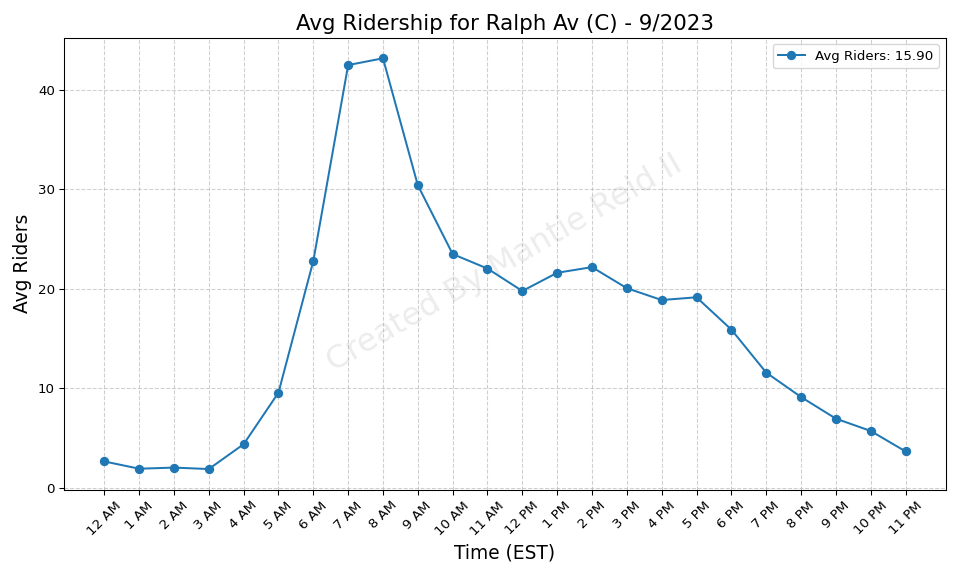 Avg Ridership for Ralph Av (C) - 9/2023
Avg Riders: 15.90
40
30
20
10
0
Avg Riders
Created By Mantie Reid II
12 AM
1 AM
2 AM
3 AM
4 AM
5 AM
6 AM
7 AM
8 AM
9 AM
10 AM
11 AM
12 PM
1 PM
2 PM
3 PM
4 PM
5 PM
6 PM
7 PM
8 PM
9 PM
10 PM
11 PM
Time (EST)